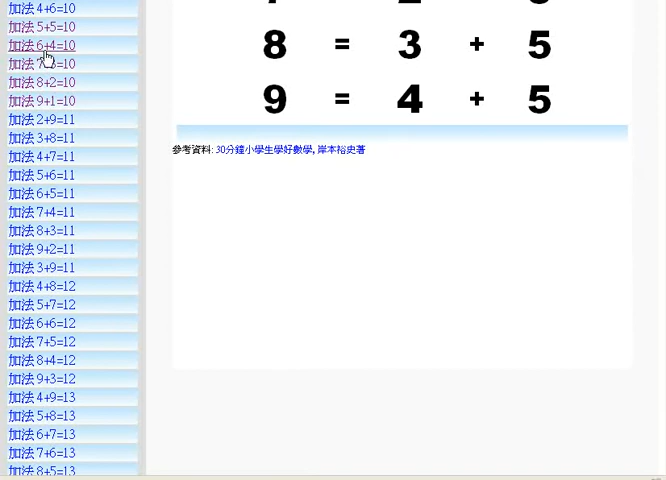 加法 4+6=10
加法 5+5=10
加法 6+4=10
加法 7+3=10
加法 8+2=10
加法 9+1=10
加法 2+9=11
加法 3+8=11
加法 4+7=11
加法 5+6=11
加法 6+5=11
加法 7+4=11
加法 8+3=11
加法 9+2=11
加法 3+9=11
加法 4+8=12
加法 5+7=12
加法 6+6=12
加法 7+5=12
加法 8+4=12
加法 9+3=12
加法 4+9=13
加法 5+8=13
加法 6+7=13
加法 7+6=13
加法 8+5=13
8 = 3 + 5
9 = 4 + 5
參考資料: 30分鐘小學生學好數學, 岸本裕史著